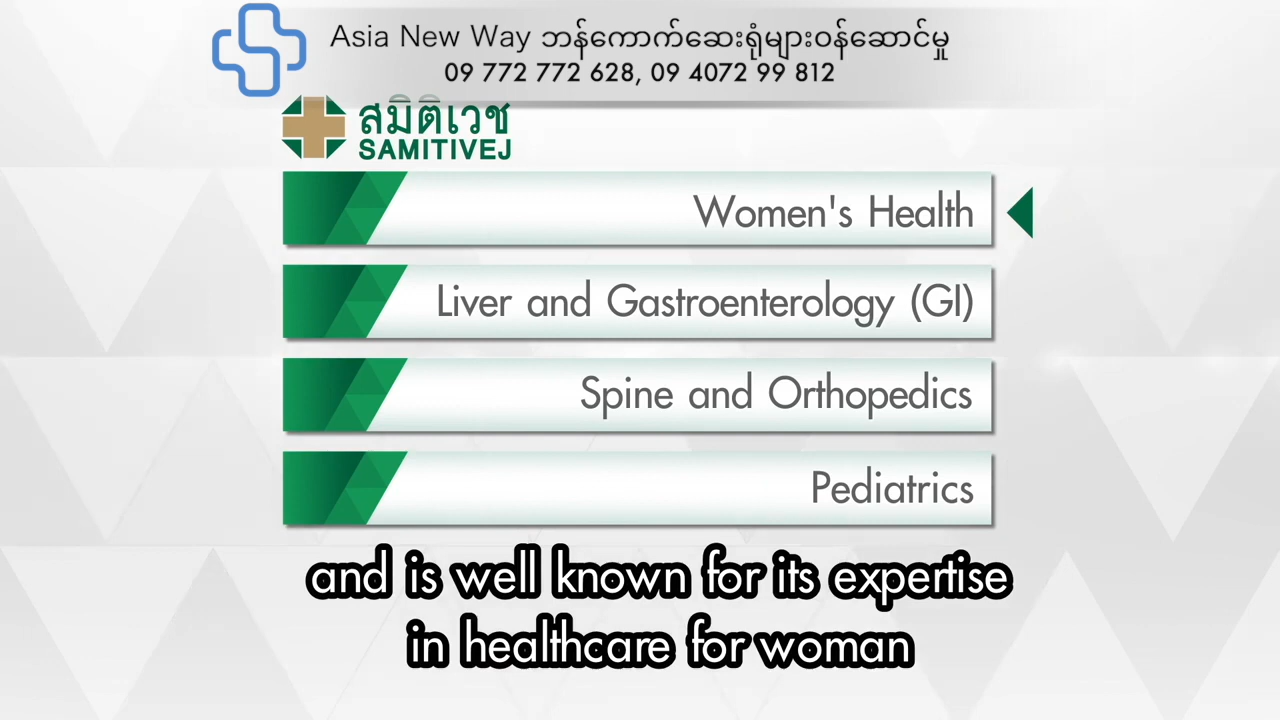 Asia New Way ဘန်ကောက်ဆေးရုံများဝန်ဆောင်မှု
09 772 772 628, 09 4072 99 812
สมิติเวช
SAMITIVEJ
Women's Health
Liver and Gastroenterology (GI)
Spine and Orthopedics
Pediatrics
and is well known for its expertise
in healthcare for woman